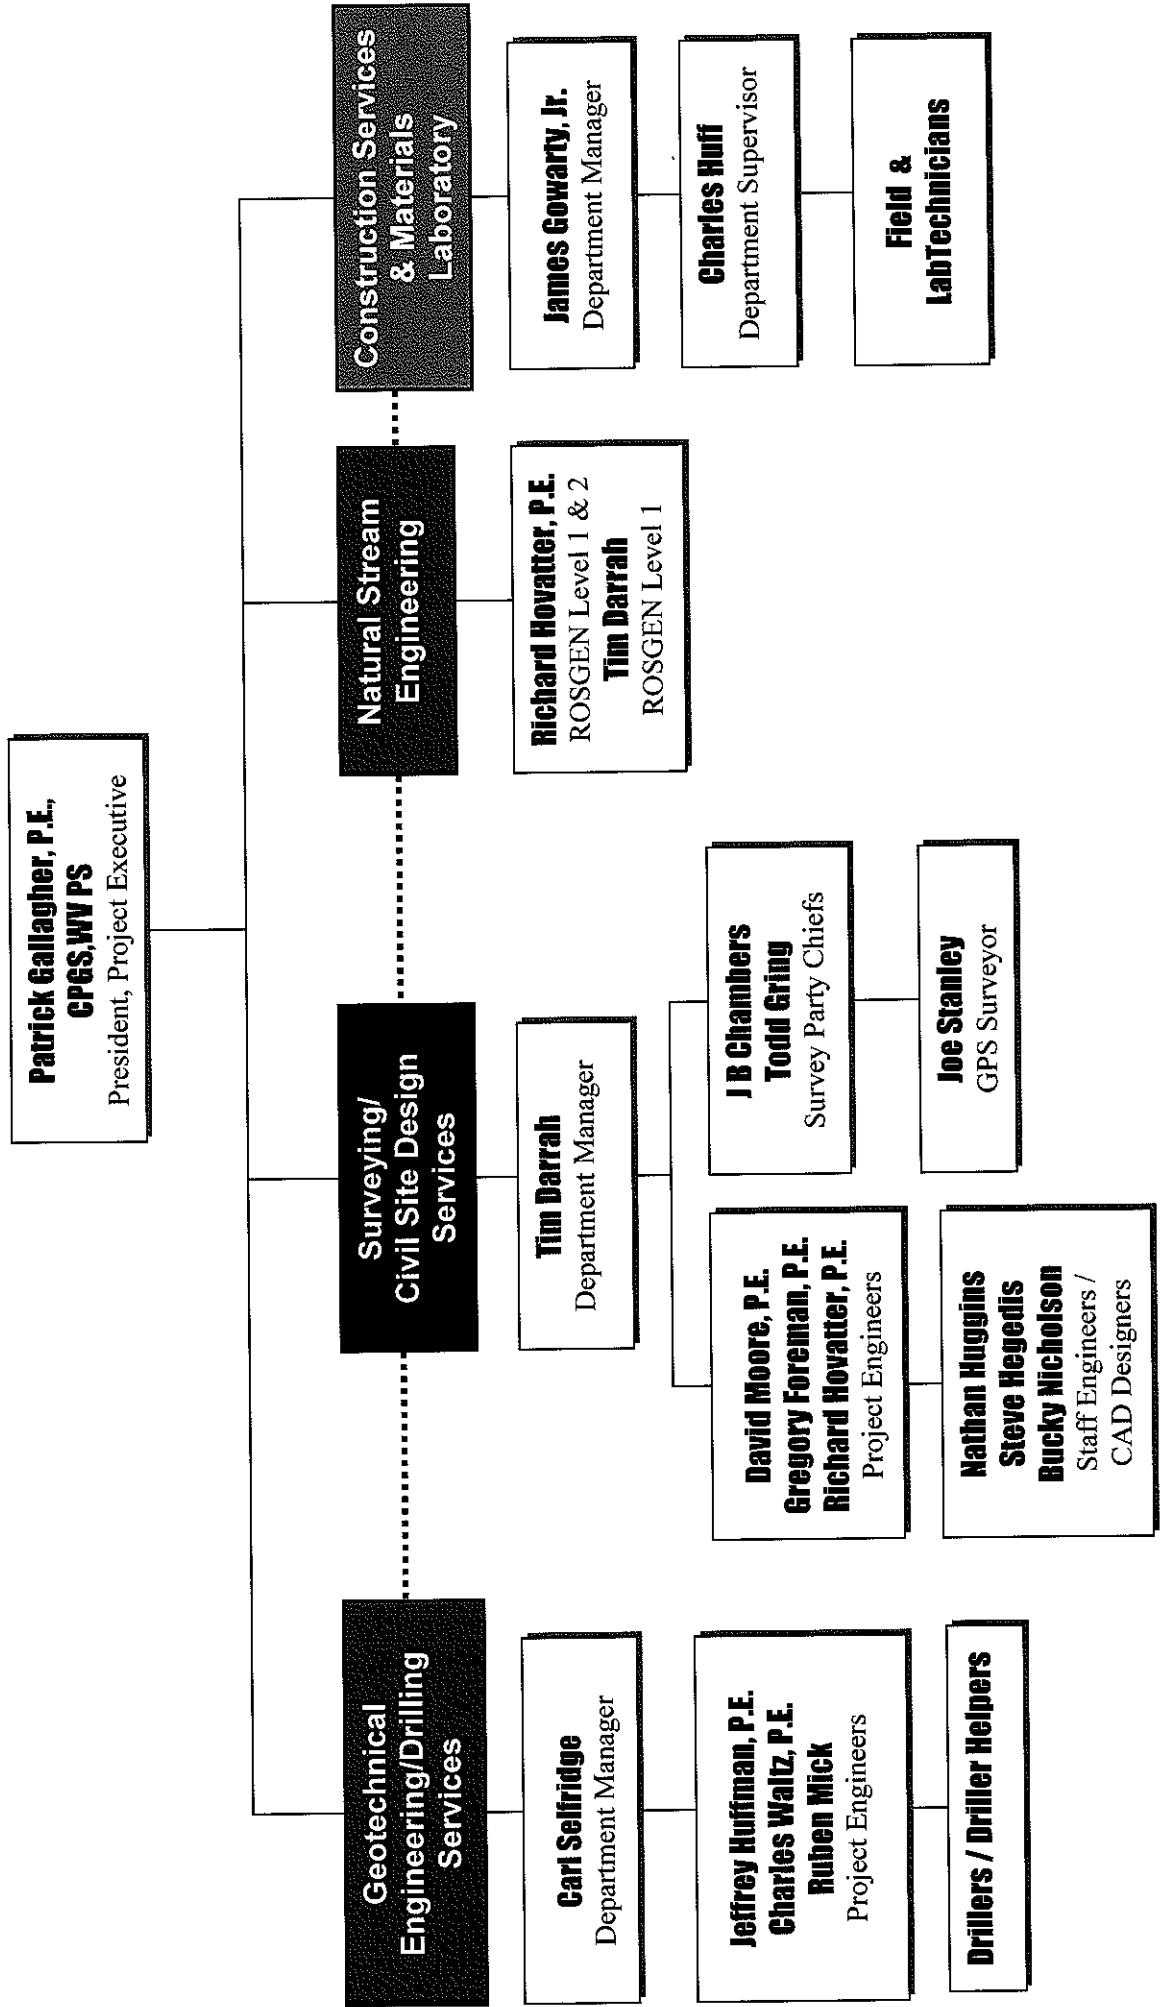 Patrick Gallagher, P.E.,
CPGS,WV PS
President, Project Executive
Geotechnical
Engineering/Drilling
Services
Surveying/
Civil Site Design
Services
Natural Stream
Engineering
Construction Services
& Materials
Laboratory
Carl Selfridge
Department Manager
Jeffrey Huffman, P.E.
Charles Waltz, P.E.
Ruben Mick
Project Engineers
Drillers / Driller Helpers
Tim Darrah
Department Manager
David Moore, P.E.
Gregory Foreman, P.E.
Richard Hovatter, P.E.
Project Engineers
Nathan Huggins
Steve Hegedis
Bucky Nicholson
Staff Engineers /
CAD Designers
J B Chambers
Todd Gring
Survey Party Chiefs
Joe Stanley
GPS Surveyor
Richard Hovatter, P.E.
ROSGEN Level 1 & 2
Tim Darrah
ROSGEN Level 1
James Gowarty, Jr.
Department Manager
Charles Huff
Department Supervisor
Field &
LabTechnicians